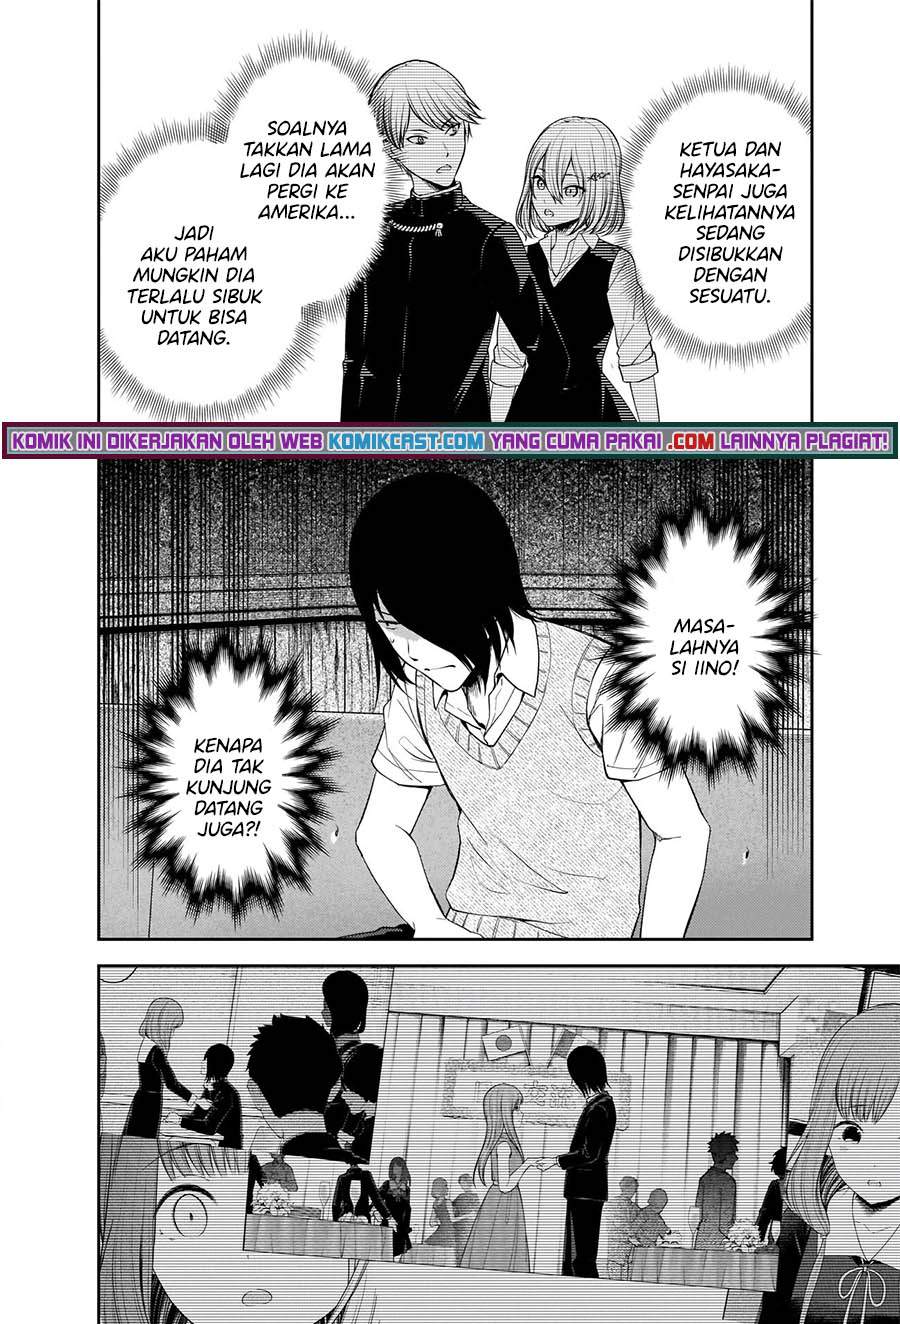 KETUA DAN
HAYASAKA-
SENPAI JUGA
KELIHATANNYA
SEDANG
DISIBUKKAN
DENGAN
SESUATU.
SOALNYA
TAKKAN LAMA
LAGI DIA AKAN
PERGI KE
AMERIKA...
JADI
AKU PAHAM
MUNGKIN DIA
TERLALU SIBUK
UNTUK BISA
DATANG.
KOMIK INI DIKERJAKAN OLEH WEB KOMIKCAST.COM YANG CUMA PAKAI .COM LAINNYA PLAGIAT!
MASA-
LAHNYA
SI IINO!
KENAPA
DIA TAK
KUNJUNG
DATANG
JUGA?!